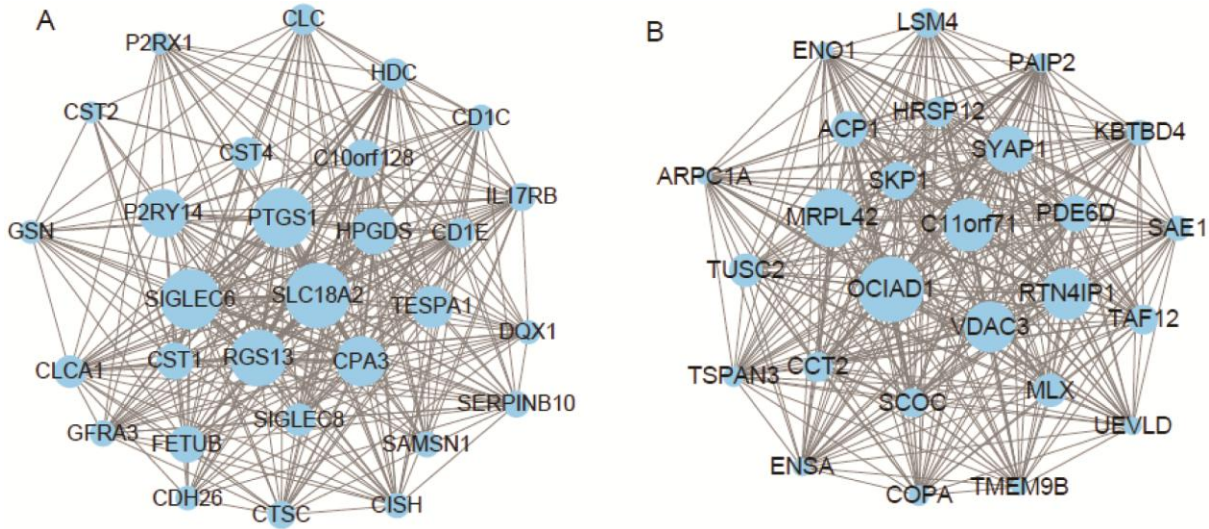 A
CLC
P2RX1
HDC
CST2
CD1C
CST4
C10orf128
IL17RB
P2RY14
PTGS1
HPGDS
CD1E
GSN
SIGLEC6
SLC18A2
TESPA1
DQX1
CST1
RGS13
CPA3
CLCA1
SERPINB10
GFRA3
FETUB
SIGLEC8
SAMSN1
CDH26
CTSC
CISH
B
LSM4
ENO1
PAIP2
HRSP12
ACP1
KBTBD4
SYAP1
ARPC1A
SKP1
MRPL42
C11orf71
PDE6D
SAE1
TUSC2
OCIAD1
RTN4IP1
VDAC3
TAF12
TSPAN3
CCT2
MLX
SCOC
UEVLD
ENSA
COPA
TMEM9B